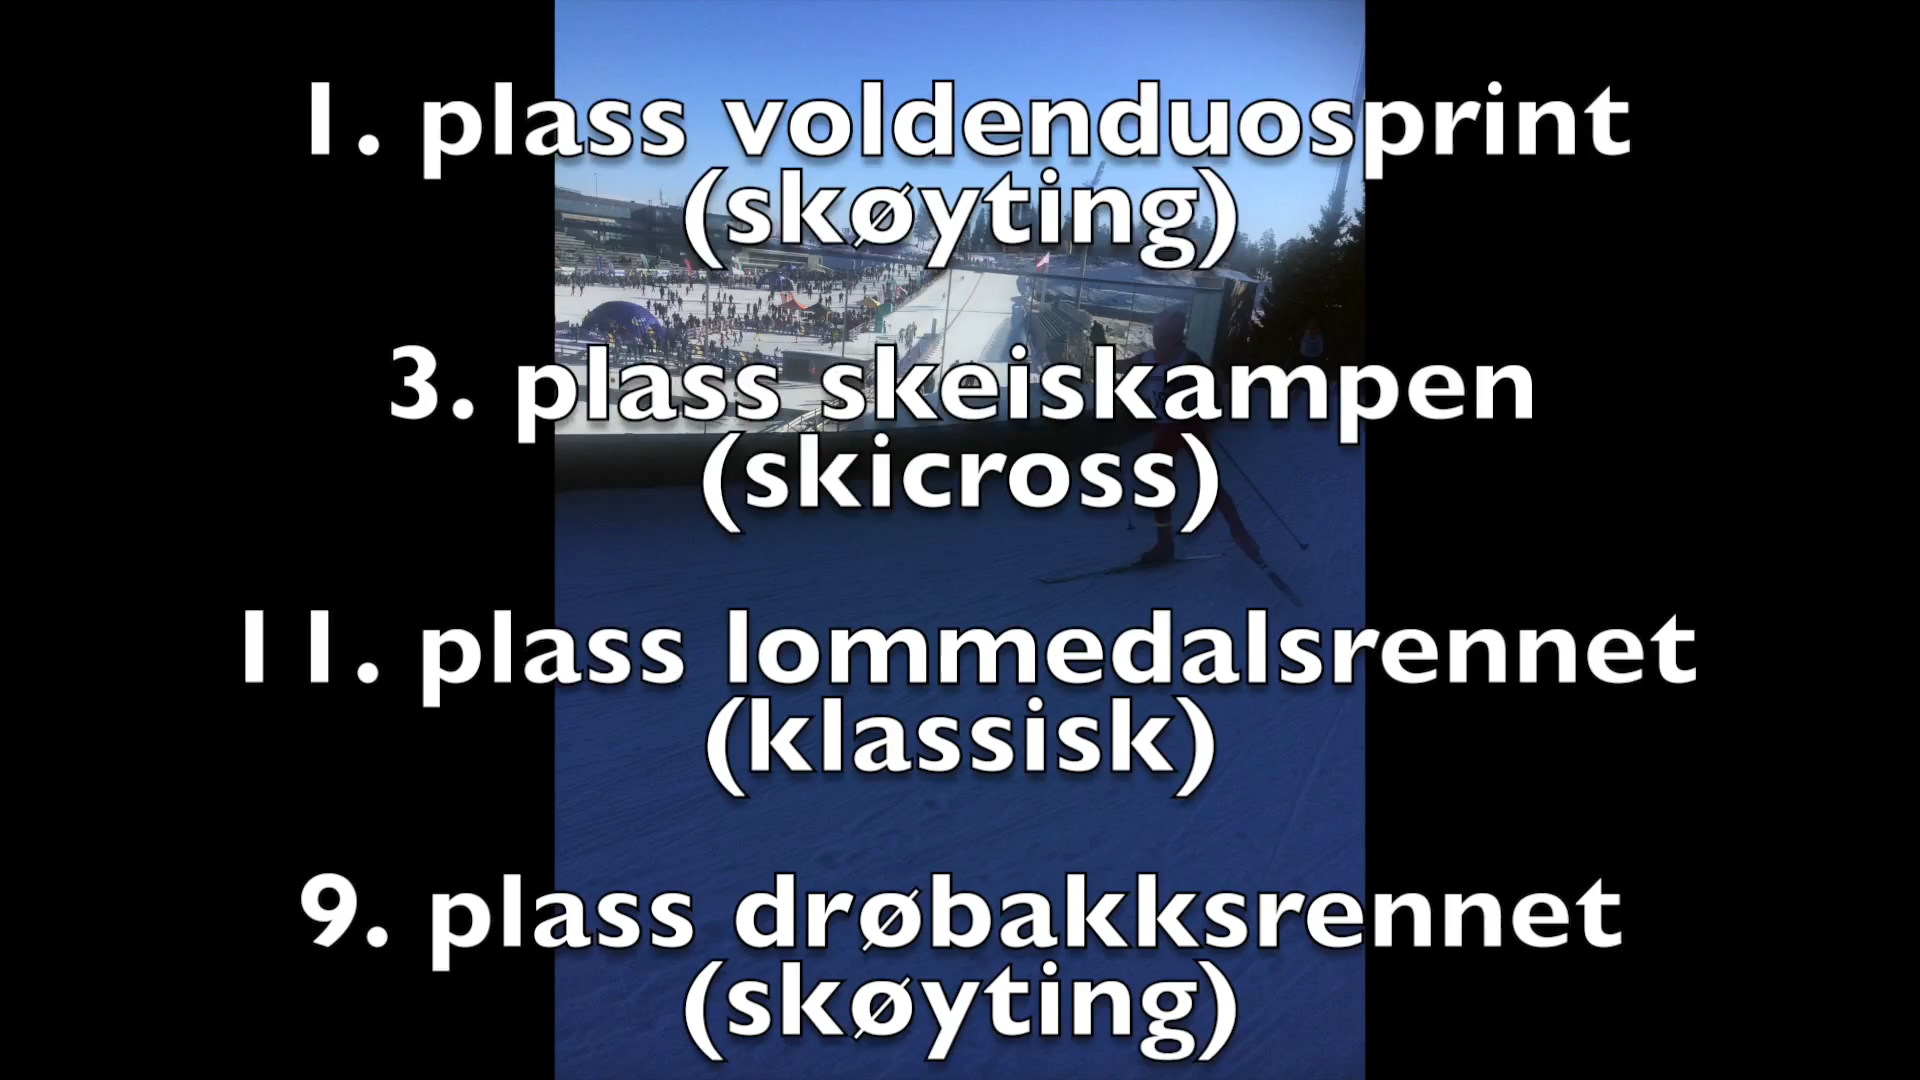 1. plass voldenduosprint
(skøyting)
3. plass skeiskampen
(skicross)
11. plass lommedalsrennet
(klassisk)
9. plass drøbakksrennet
(skøyting)